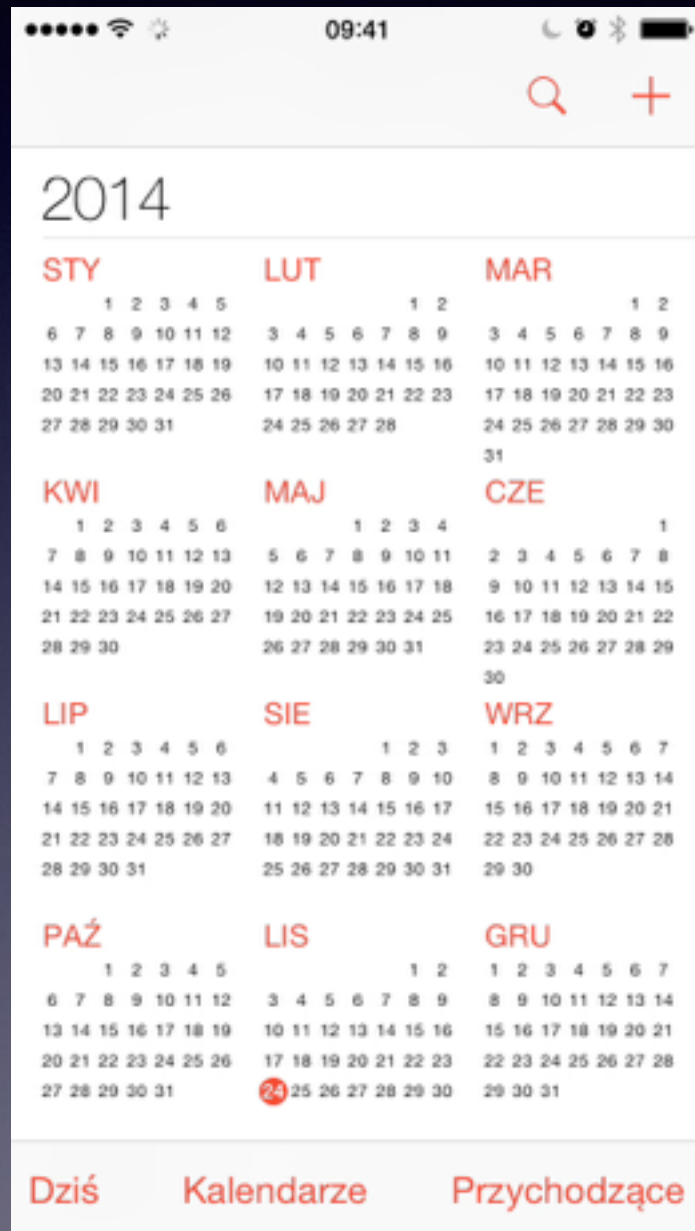 09:41
2014
STY LUT MAR
1 2 3 4 5 1 2 1 2
6 7 8 9 10 11 12 3 4 5 6 7 8 9 3 4 5 6 7 8 9
13 14 15 16 17 18 19 10 11 12 13 14 15 16 10 11 12 13 14 15 16
20 21 22 23 24 25 26 17 18 19 20 21 22 23 17 18 19 20 21 22 23
27 28 29 30 31 24 25 26 27 28 24 25 26 27 28 29 30
31
KWI MAJ CZE
1 2 3 4 5 6 1 2 3 4 1
7 8 9 10 11 12 13 5 6 7 8 9 10 11 2 3 4 5 6 7 8
14 15 16 17 18 19 20 12 13 14 15 16 17 18 9 10 11 12 13 14 15
21 22 23 24 25 26 27 19 20 21 22 23 24 25 16 17 18 19 20 21 22
28 29 30 26 27 28 29 30 31 23 24 25 26 27 28 29
30
LIP SIE WRZ
1 2 3 4 5 6 1 2 3 1 2 3 4 5 6 7
7 8 9 10 11 12 13 4 5 6 7 8 9 10 8 9 10 11 12 13 14
14 15 16 17 18 19 20 11 12 13 14 15 16 17 15 16 17 18 19 20 21
21 22 23 24 25 26 27 18 19 20 21 22 23 24 22 23 24 25 26 27 28
28 29 30 31 25 26 27 28 29 30 31 29 30
PAŹ LIS GRU
1 2 3 4 5 1 2 1 2 3 4 5 6 7
6 7 8 9 10 11 12 3 4 5 6 7 8 9 8 9 10 11 12 13 14
13 14 15 16 17 18 19 10 11 12 13 14 15 16 15 16 17 18 19 20 21
20 21 22 23 24 25 26 17 18 19 20 21 22 23 22 23 24 25 26 27 28
27 28 29 30 31 24 25 26 27 28 29 30 29 30 31
Dziś Kalendarze Przychodzące